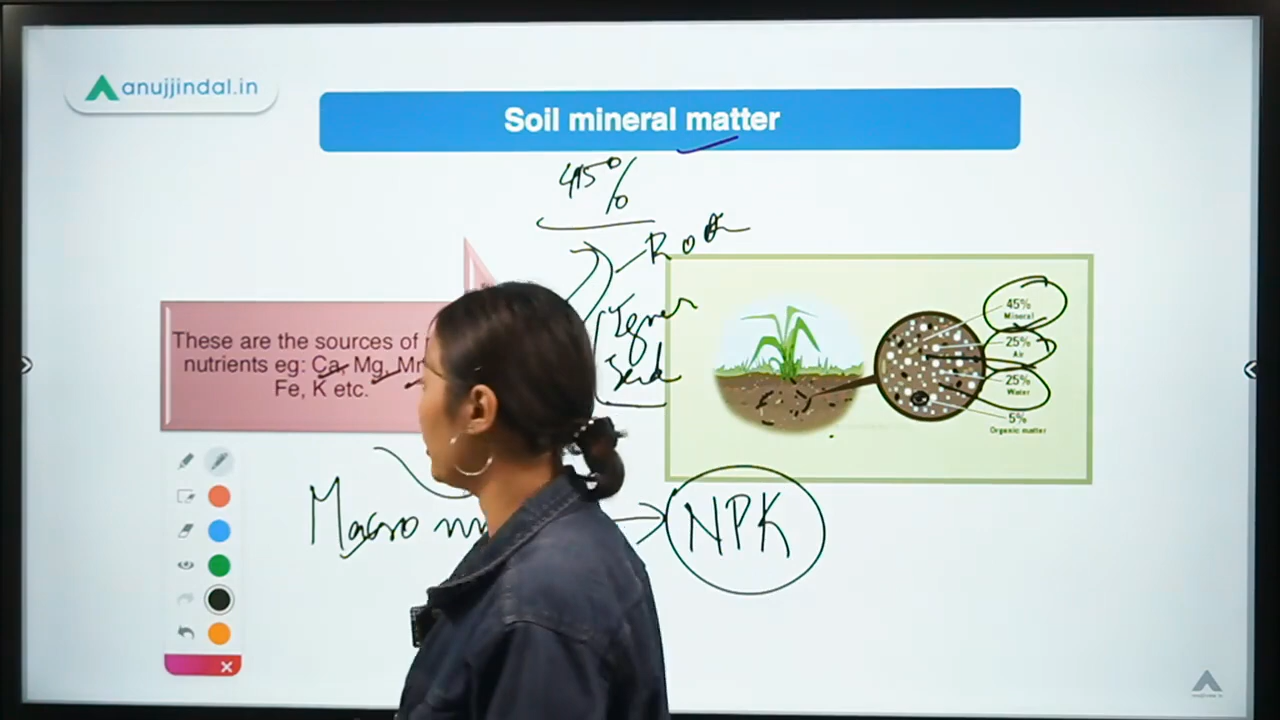 anujjindal.in
Soil mineral matter
45%
Rock
These are the sources of
nutrients eg: Ca, Mg, Mn
Fe, K etc.
45%
Mineral
25%
Air
25%
Water
5%
Organic matter
Macro
NPK